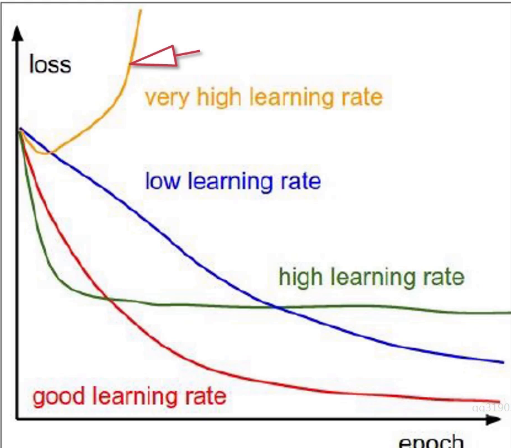 loss
very high learning rate
low learning rate
high learning rate
good learning rate
epoch